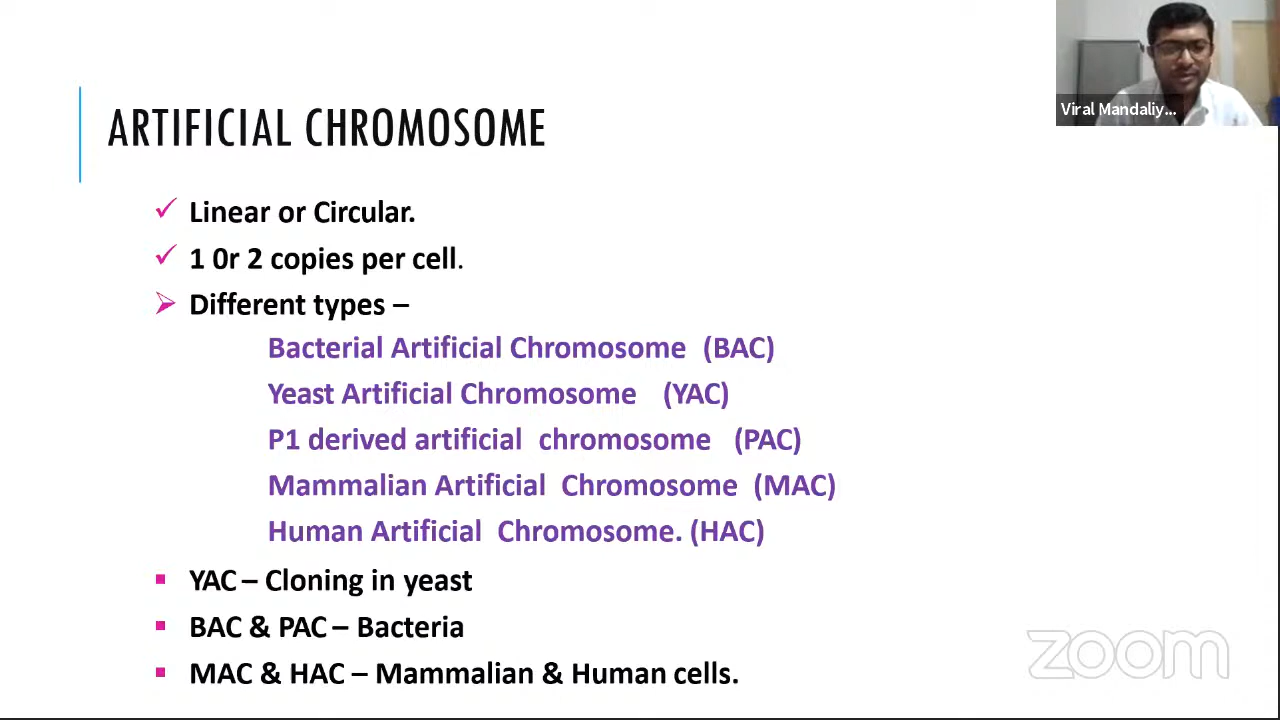 Viral Mandaliy...
ARTIFICIAL CHROMOSOME
Linear or Circular.
1 0r 2 copies per cell.
Different types –
Bacterial Artificial Chromosome (BAC)
Yeast Artificial Chromosome (YAC)
P1 derived artificial chromosome (PAC)
Mammalian Artificial Chromosome (MAC)
Human Artificial Chromosome. (HAC)
YAC – Cloning in yeast
BAC & PAC – Bacteria
MAC & HAC – Mammalian & Human cells.
zoom